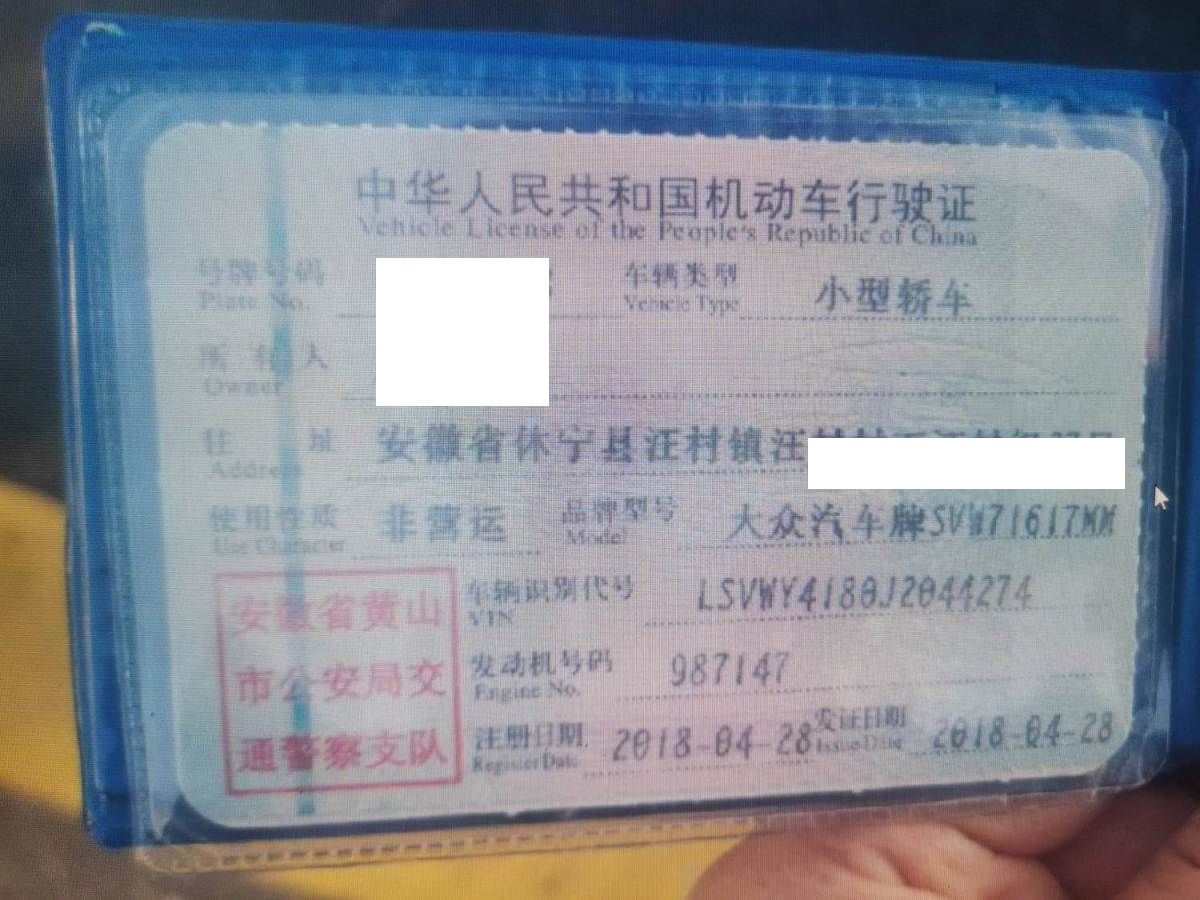 中华人民共和国机动车行驶证
Vehicle License of the People's Republic of China
号牌号码 车辆类型 小型轿车
Plate No. Vehicle Type
所有人
Owner
住址 安徽省休宁县汪村镇汪
Address
使用性质 非营运 品牌型号 大众汽车牌SVW71617MM
Use Character Model
车辆识别代号 LSVWY4180J2044274
VIN
发动机号码 987147
Engine No.
注册日期 2018-04-28 发证日期 2018-04-28
Register Date Issue Date
安徽省黄山
市公安局交
通警察支队